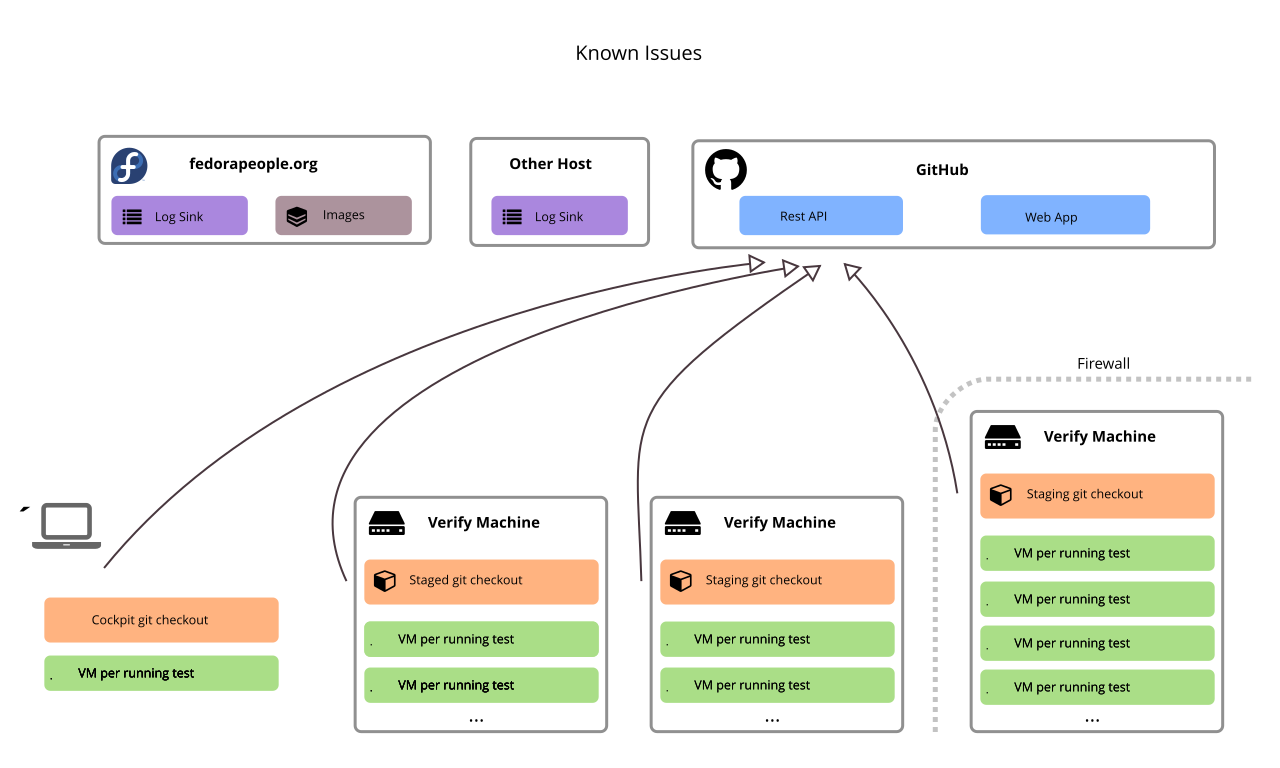 Known Issues
fedorapeople.org
Log Sink
Images
Other Host
Log Sink
GitHub
Rest API
Web App
Firewall
Cockpit git checkout
VM per running test
Verify Machine
Staged git checkout
VM per running test
VM per running test
...
Verify Machine
Staging git checkout
VM per running test
VM per running test
...
Verify Machine
Staging git checkout
VM per running test
VM per running test
VM per running test
VM per running test
...